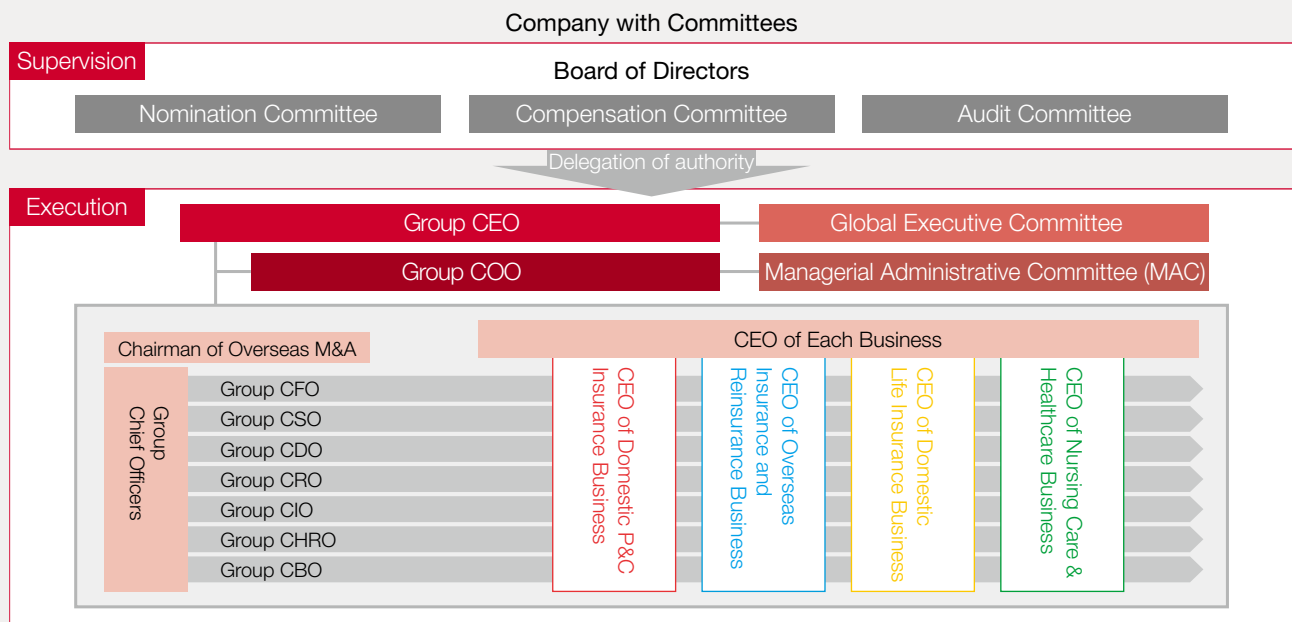 Company with Committees
Supervision
Board of Directors
Nomination Committee
Compensation Committee
Audit Committee
Delegation of authority
Execution
Group CEO
Global Executive Committee
Group COO
Managerial Administrative Committee (MAC)
Chairman of Overseas M&A
CEO of Each Business
Group
Chief Officers
Group CFO
Group CSO
Group CDO
Group CRO
Group CIO
Group CHRO
Group CBO
CEO of Domestic P&C
Insurance Business
CEO of Overseas
Insurance and
Reinsurance Business
CEO of Domestic
Life Insurance Business
CEO of Nursing Care &
Healthcare Business